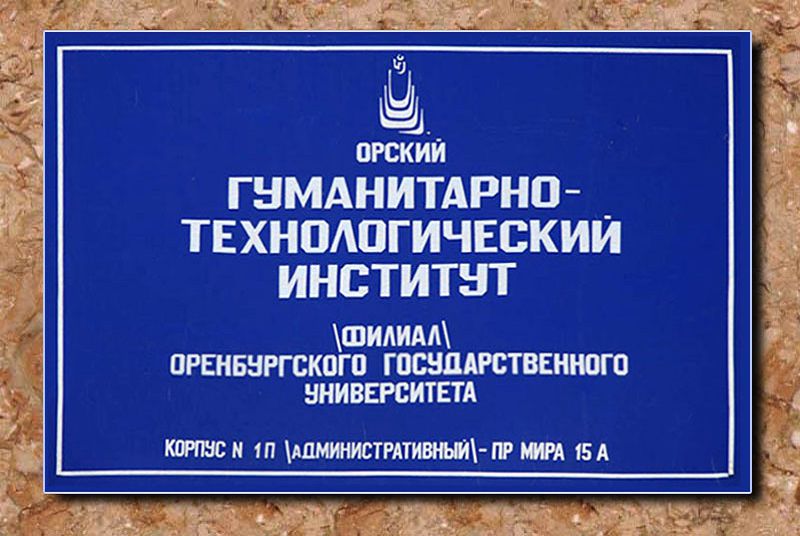 ОРСКИЙ
ГУМАНИТАРНО-
ТЕХНОЛОГИЧЕСКИЙ
ИНСТИТУТ
\ФИЛИАЛ\
ОРЕНБУРГСКОГО ГОСУДАРСТВЕННОГО
УНИВЕРСИТЕТА
КОРПУС N 1П \АДМИНИСТРАТИВНЫЙ\- ПР МИРА 15 А